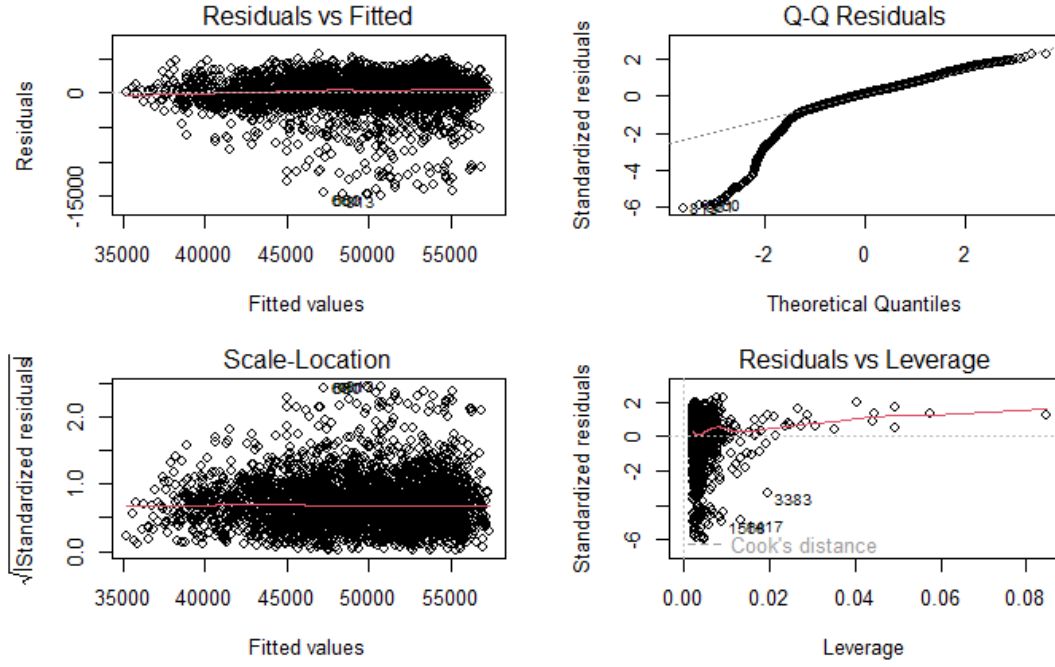 Residuals vs Fitted
Residuals
0
-15000
35000 40000 45000 50000 55000
Fitted values
Q-Q Residuals
Standardized residuals
2
0
-2
-4
-6
-2 0 2
Theoretical Quantiles
Scale-Location
√|Standardized residuals|
2.0
1.0
0.0
35000 40000 45000 50000 55000
Fitted values
Residuals vs Leverage
Standardized residuals
2
0
-2
-6
3383
Cook's distance
0.00 0.02 0.04 0.06 0.08
Leverage